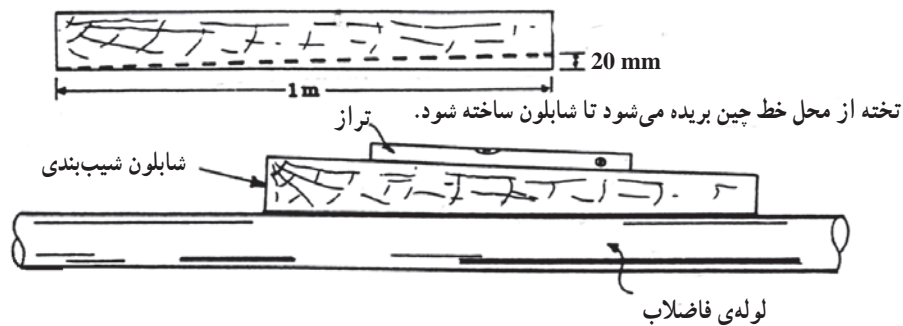 20 mm
1 m
تخته از محل خط چین بریده می‌شود تا شابلون ساخته شود.
تراز
شابلون شیب‌بندی
لوله‌ی فاضلاب